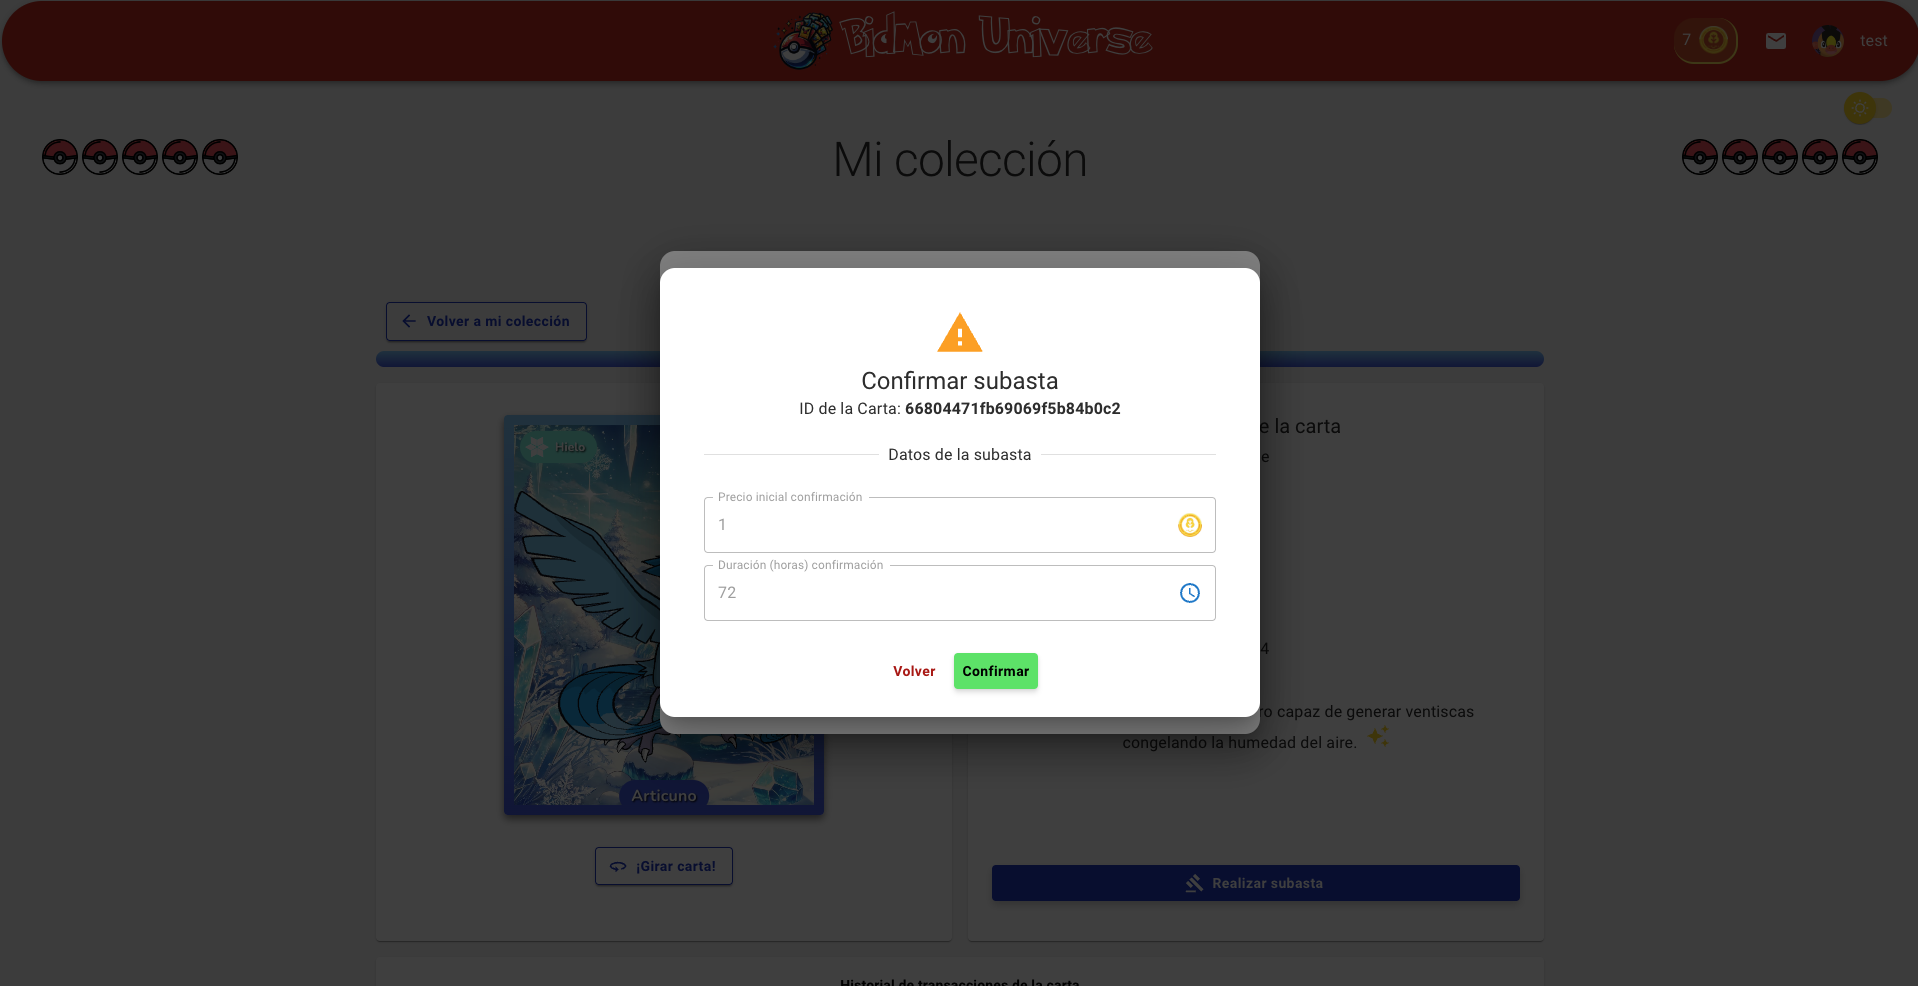 BidMon Universe
7
test
Mi colección
Volver a mi colección
Confirmar subasta
ID de la Carta: 66804471fb69069f5b84b0c2
Datos de la subasta
Precio inicial confirmación
1
Duración (horas) confirmación
72
Volver
Confirmar
Hielo
Articuno
¡Girar carta!
e la carta
e
4
ro capaz de generar ventiscas
congelando la humedad del aire.
Realizar subasta
Historial de transacciones de la carta